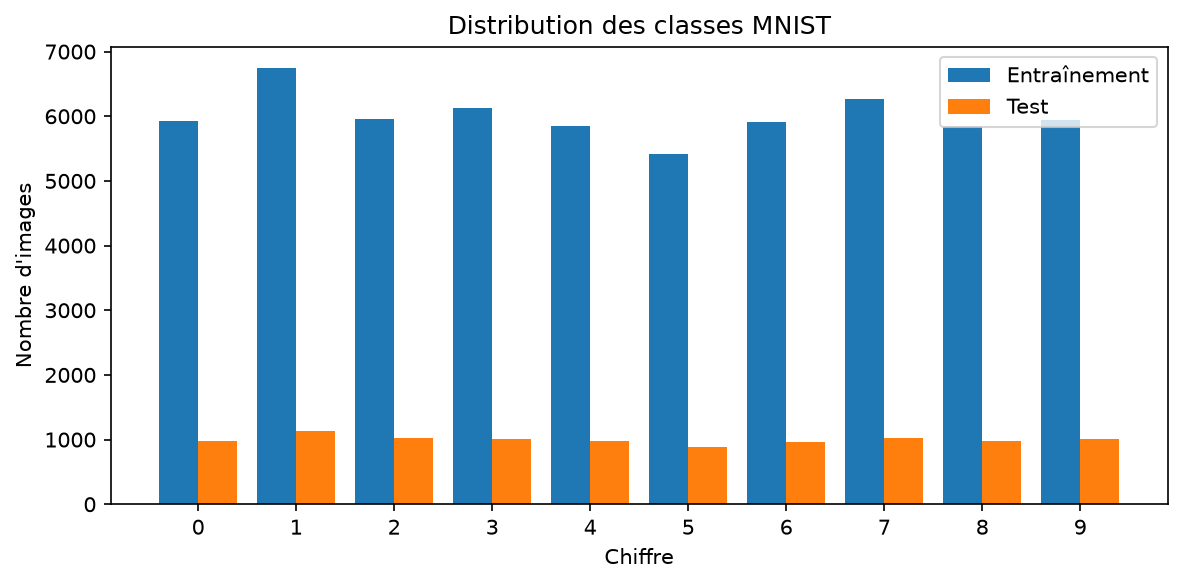 Distribution des classes MNIST
7000
6000
5000
4000
3000
2000
1000
0
Nombre d'images
Entraînement
Test
0 1 2 3 4 5 6 7 8 9
Chiffre